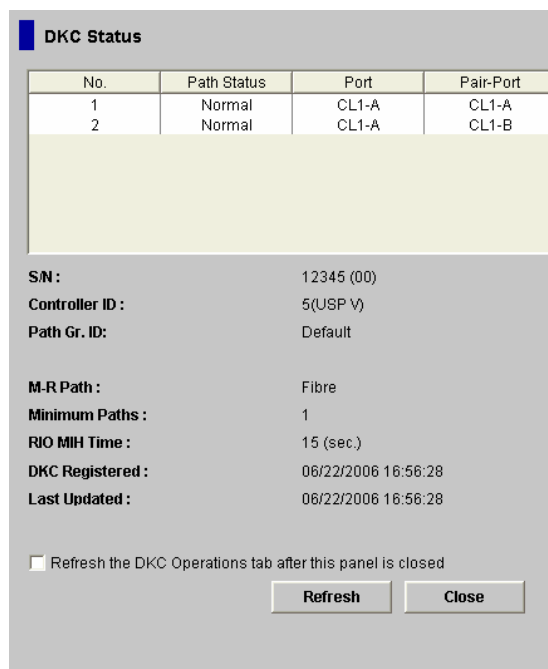 DKC Status
No. Path Status Port Pair-Port
1 Normal CL1-A CL1-A
2 Normal CL1-A CL1-B
S/N : 12345 (00)
Controller ID : 5(USP V)
Path Gr. ID: Default
M-R Path : Fibre
Minimum Paths : 1
RIO MIH Time : 15 (sec.)
DKC Registered : 06/22/2006 16:56:28
Last Updated : 06/22/2006 16:56:28
Refresh the DKC Operations tab after this panel is closed
Refresh Close